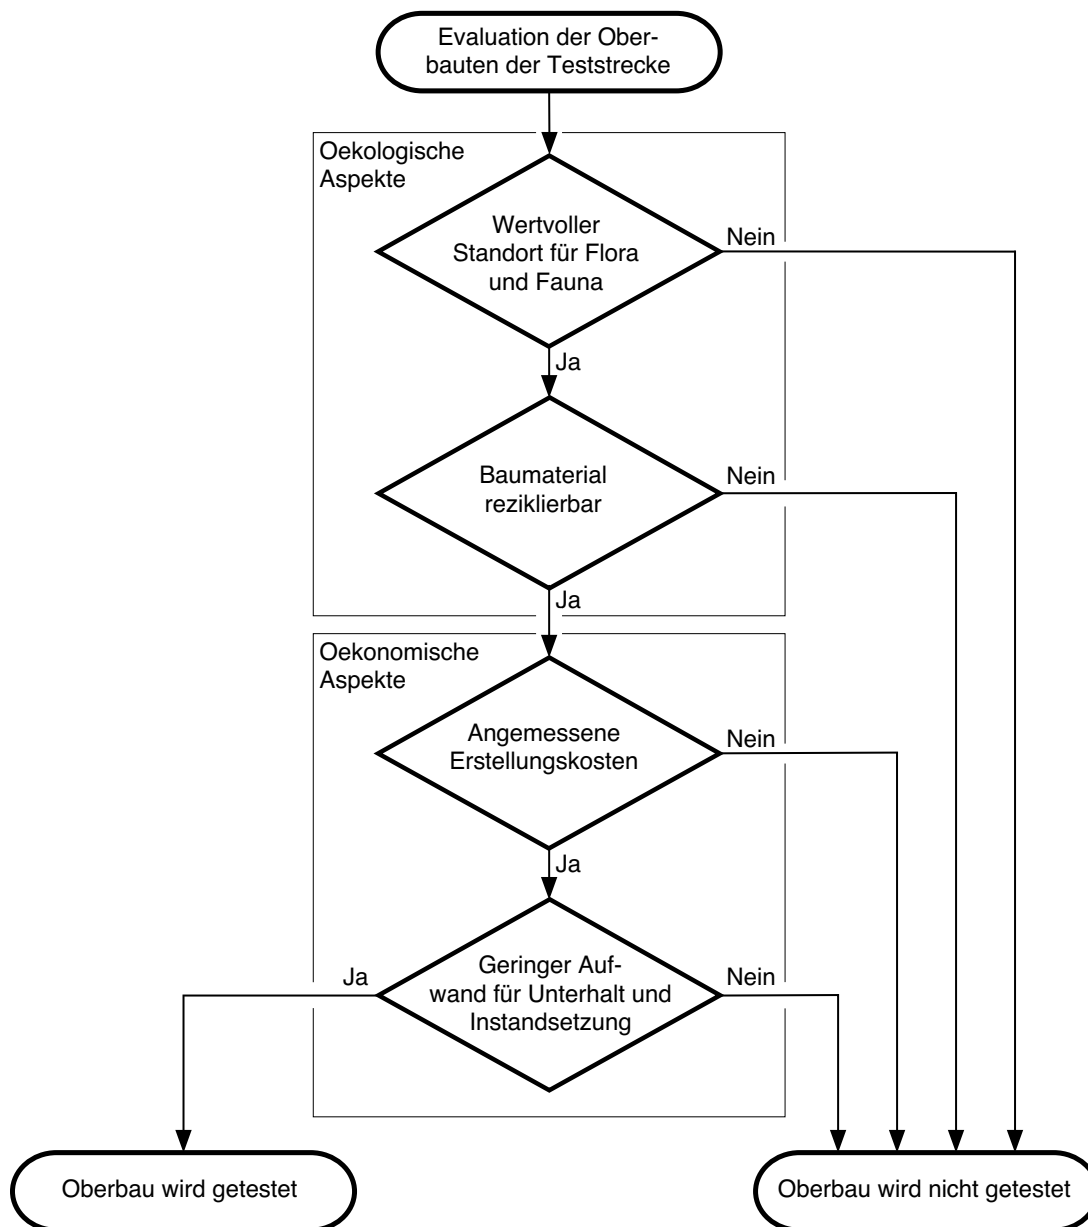 Evaluation der Ober-
bauten der Teststrecke
Oekologische
Aspekte
Wertvoller
Standort für Flora
und Fauna
Nein
Ja
Baumaterial
reziklierbar
Nein
Ja
Oekonomische
Aspekte
Angemessene
Erstellungskosten
Nein
Ja
Geringer Auf-
wand für Unterhalt und
Instandsetzung
Ja
Nein
Oberbau wird getestet
Oberbau wird nicht getestet